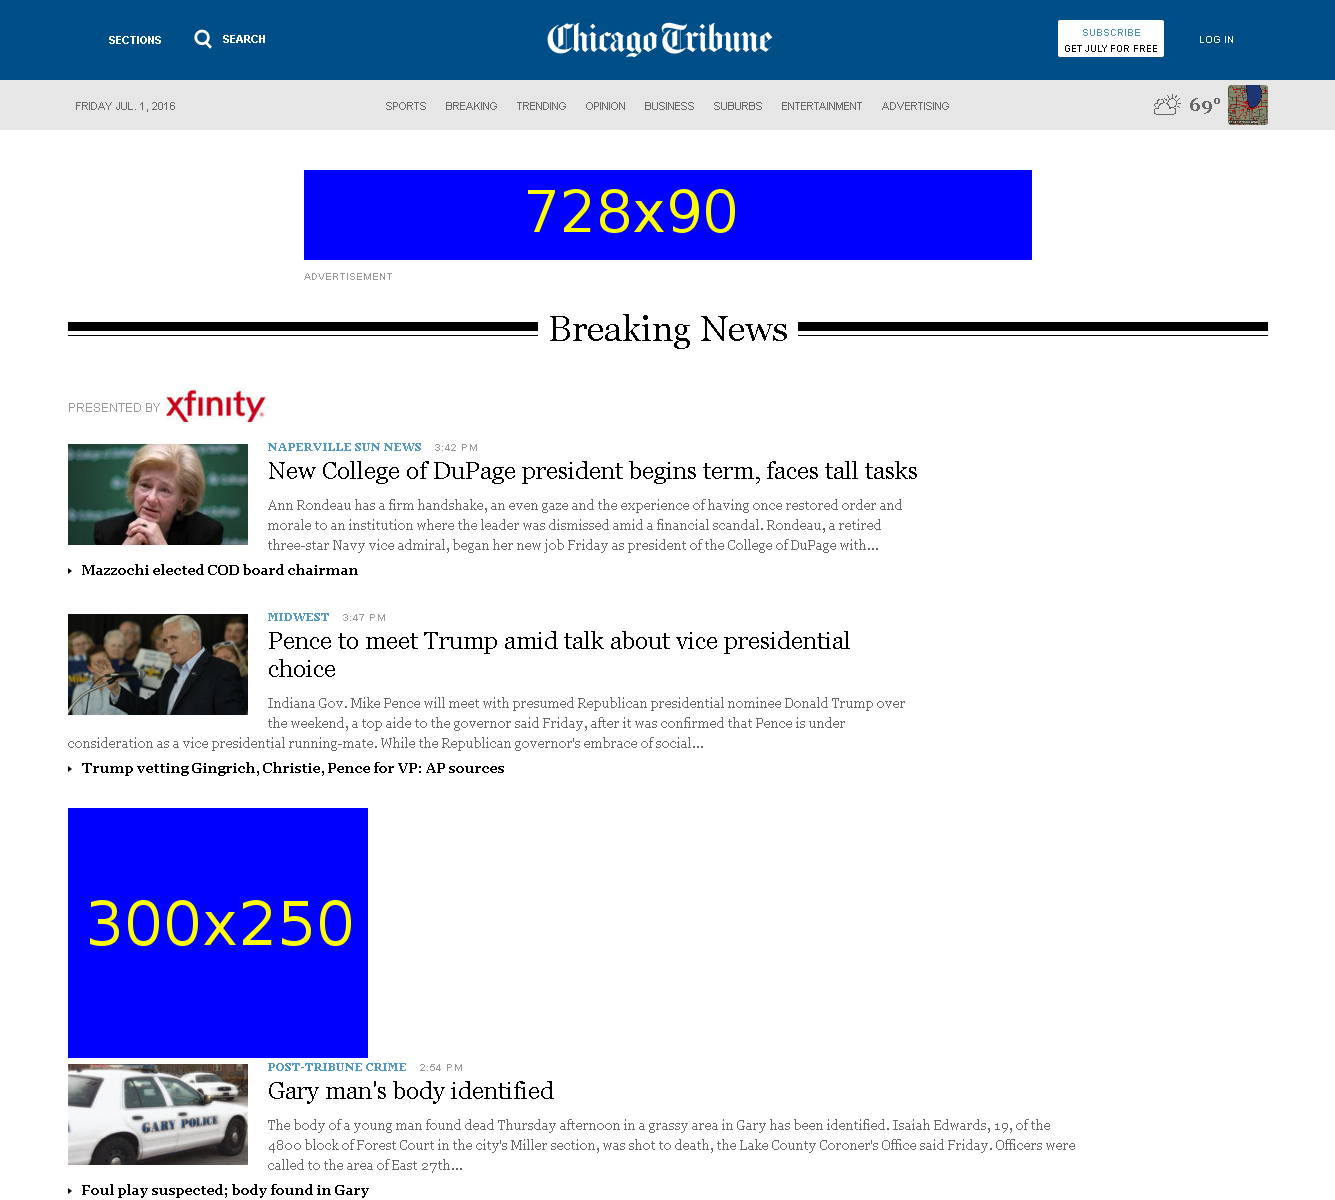 SECTIONS
SEARCH
Chicago Tribune
SUBSCRIBE
GET JULY FOR FREE
LOG IN
FRIDAY JUL. 1, 2016
SPORTS BREAKING TRENDING OPINION BUSINESS SUBURBS ENTERTAINMENT ADVERTISING
69°
728x90
ADVERTISEMENT
Breaking News
PRESENTED BY xfinity
NAPERVILLE SUN NEWS 3:42 PM
New College of DuPage president begins term, faces tall tasks
Ann Rondeau has a firm handshake, an even gaze and the experience of having once restored order and
morale to an institution where the leader was dismissed amid a financial scandal. Rondeau, a retired
three-star Navy vice admiral, began her new job Friday as president of the College of DuPage with...
Mazzochi elected COD board chairman
MIDWEST 3:47 PM
Pence to meet Trump amid talk about vice presidential
choice
Indiana Gov. Mike Pence will meet with presumed Republican presidential nominee Donald Trump over
the weekend, a top aide to the governor said Friday, after it was confirmed that Pence is under
consideration as a vice presidential running-mate. While the Republican governor's embrace of social...
Trump vetting Gingrich, Christie, Pence for VP: AP sources
300x250
POST-TRIBUNE CRIME 2:54 PM
Gary man's body identified
GARY POLICE
The body of a young man found dead Thursday afternoon in a grassy area in Gary has been identified. Isaiah Edwards, 19, of the
4800 block of Forest Court in the city's Miller section, was shot to death, the Lake County Coroner's Office said Friday. Officers were
called to the area of East 27th...
Foul play suspected; body found in Gary